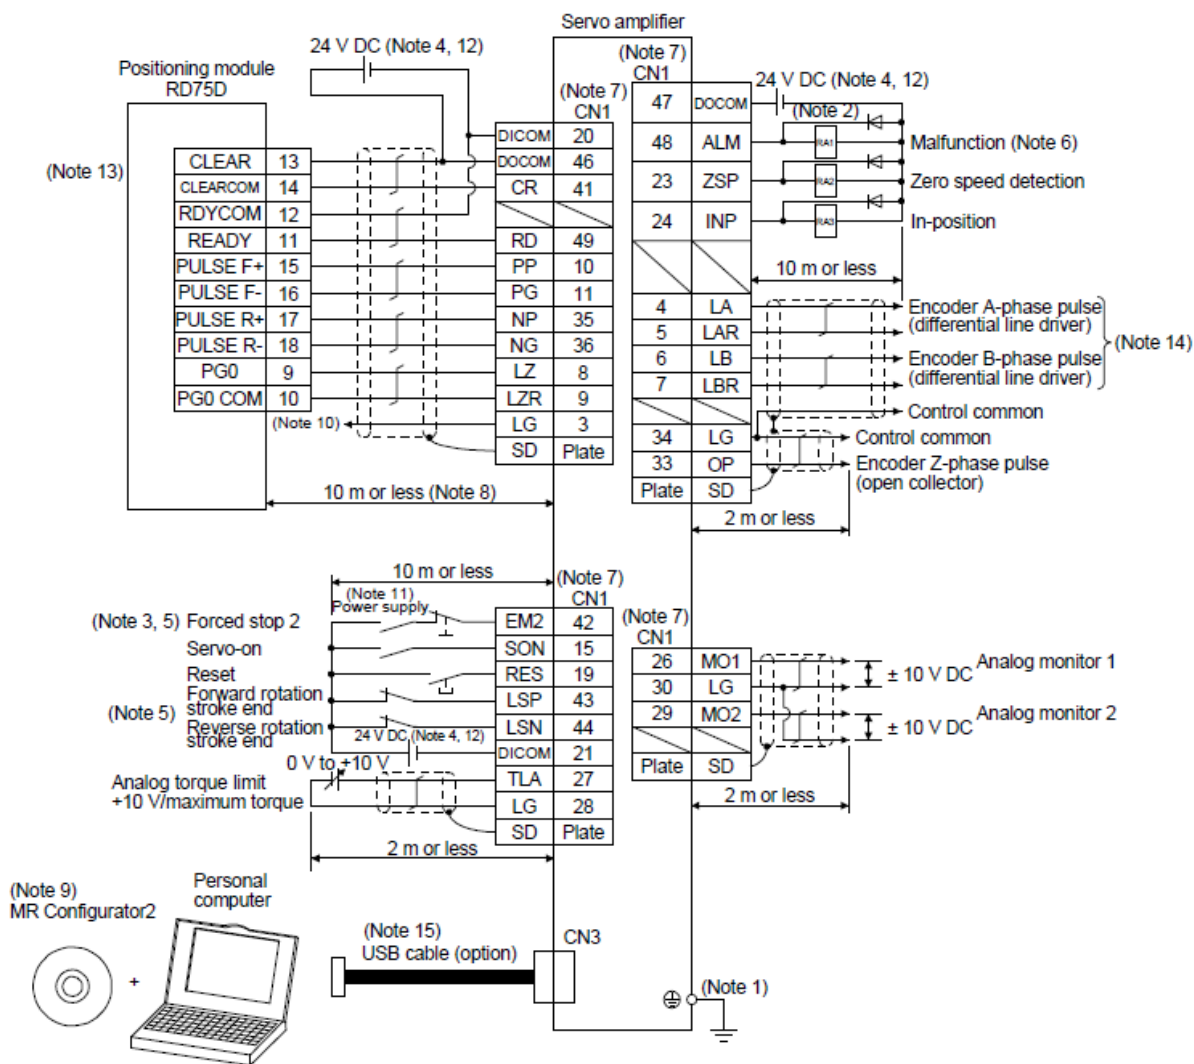 Servo amplifier
24 V DC (Note 4, 12)
Positioning module
RD75D
(Note 13)
CLEAR 13
CLEARCOM 14
RDYCOM 12
READY 11
PULSE F+ 15
PULSE F- 16
PULSE R+ 17
PULSE R- 18
PG0 9
PG0 COM 10
(Note 10)
10 m or less (Note 8)
(Note 7)
CN1
DICOM 20
DOCOM 46
CR 41
RD 49
PP 10
PG 11
NP 35
NG 36
LZ 8
LZR 9
LG 3
SD Plate
(Note 7)
CN1
47 DOCOM
48 ALM
23 ZSP
24 INP
4 LA
5 LAR
6 LB
7 LBR
34 LG
33 OP
Plate SD
24 V DC (Note 4, 12)
(Note 2)
RA1
Malfunction (Note 6)
RA2
Zero speed detection
RA3
In-position
10 m or less
Encoder A-phase pulse
(differential line driver)
(Note 14)
Encoder B-phase pulse
(differential line driver)
Control common
Control common
Encoder Z-phase pulse
(open collector)
2 m or less
10 m or less
(Note 11)
Power supply
(Note 3, 5) Forced stop 2
Servo-on
Reset
Forward rotation
stroke end
(Note 5)
Reverse rotation
stroke end
24 V DC (Note 4, 12)
0 V to +10 V
Analog torque limit
+10 V/maximum torque
2 m or less
(Note 7)
CN1
EM2 42
SON 15
RES 19
LSP 43
LSN 44
DICOM 21
TLA 27
LG 28
SD Plate
(Note 7)
CN1
26 MO1
30 LG
29 MO2
Plate SD
± 10 V DC
Analog monitor 1
± 10 V DC
Analog monitor 2
2 m or less
(Note 9)
MR Configurator2
+
Personal
computer
(Note 15)
USB cable (option)
CN3
(Note 1)